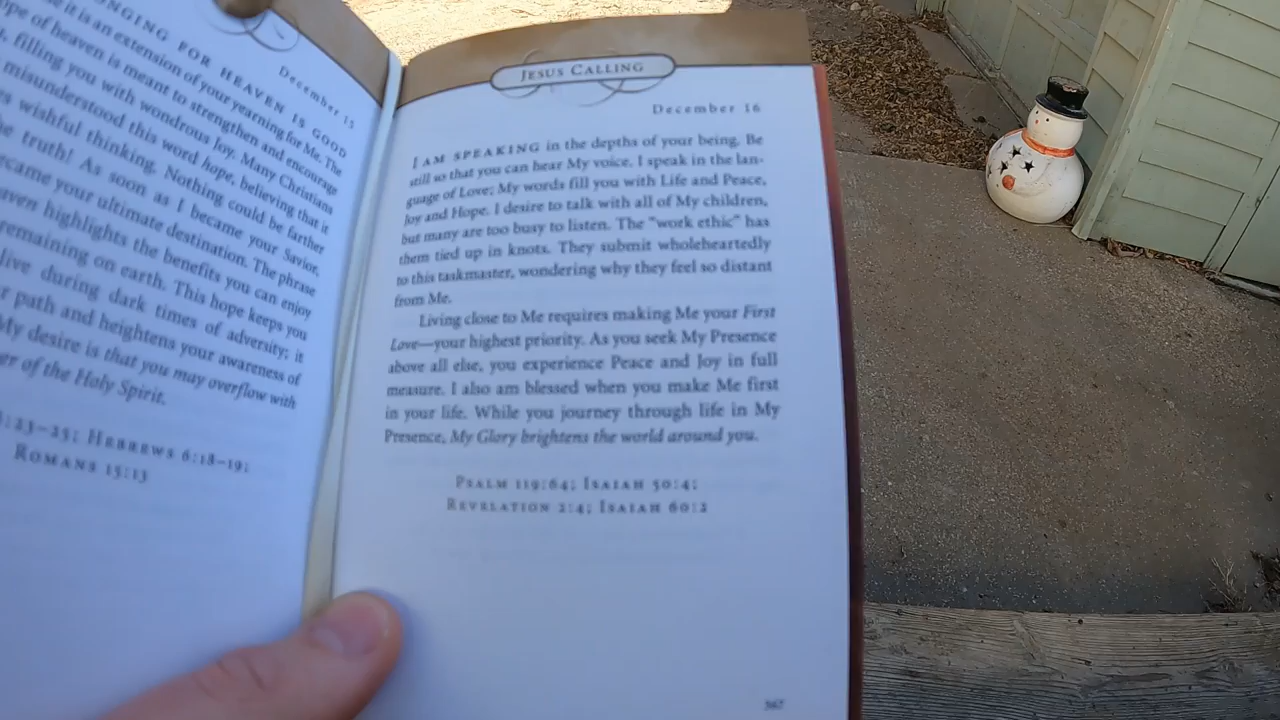 ONGING FOR HEAVEN IS GOOD
December 15
it is an extension of your yearning for Me. The
pe of heaven is meant to strengthen and encourage
filling you with wondrous Joy. Many Christians
misunderstood this word hope, believing that it
s wishful thinking. Nothing could be farther
he truth! As soon as I became your Savior,
ecame your ultimate destination. The phrase
aven highlights the benefits you can enjoy
remaining on earth. This hope keeps you
live during dark times of adversity; it
r path and heightens your awareness of
My desire is that you may overflow with
er of the Holy Spirit.
:23–25; HEBREWS 6:18–19;
ROMANS 15:13
JESUS CALLING
December 16
I AM SPEAKING in the depths of your being. Be
still so that you can hear My voice. I speak in the lan-
guage of Love; My words fill you with Life and Peace,
Joy and Hope. I desire to talk with all of My children,
but many are too busy to listen. The "work ethic" has
them tied up in knots. They submit wholeheartedly
to this taskmaster, wondering why they feel so distant
from Me.
Living close to Me requires making Me your First
Love—your highest priority. As you seek My Presence
above all else, you experience Peace and Joy in full
measure. I also am blessed when you make Me first
in your life. While you journey through life in My
Presence, My Glory brightens the world around you.
PSALM 119:64; ISAIAH 50:4;
REVELATION 2:4; ISAIAH 60:2
367